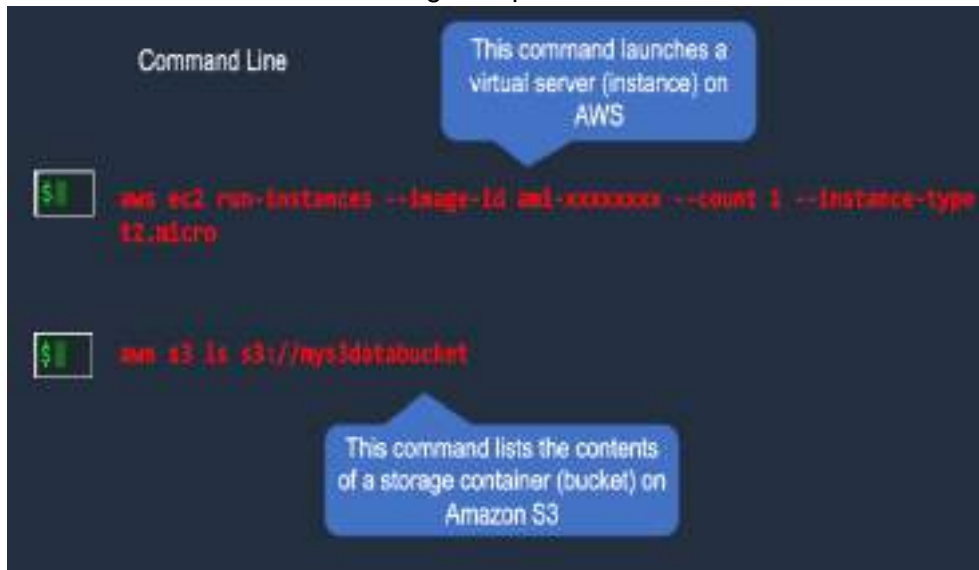 Command Line
This command launches a
virtual server (instance) on
AWS
$
aws ec2 run-instances --image-id ami-xxxxxxxx --count 1 --instance-type
t2.micro
$
aws s3 ls s3://mys3databucket
This command lists the contents
of a storage container (bucket) on
Amazon S3